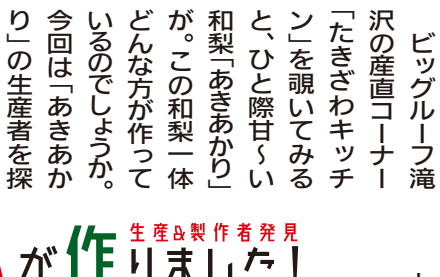 ビッグルーフ滝
沢の産直コーナー
「たきざわキッチ
ン」を覗いてみる
と、ひと際甘〜い
和梨「あきあかり」
が。この和梨一体
どんな方が作って
いるのでしょうか。
今回は「あきあか
り」の生産者を探
生産&製作者発見
が作りました!